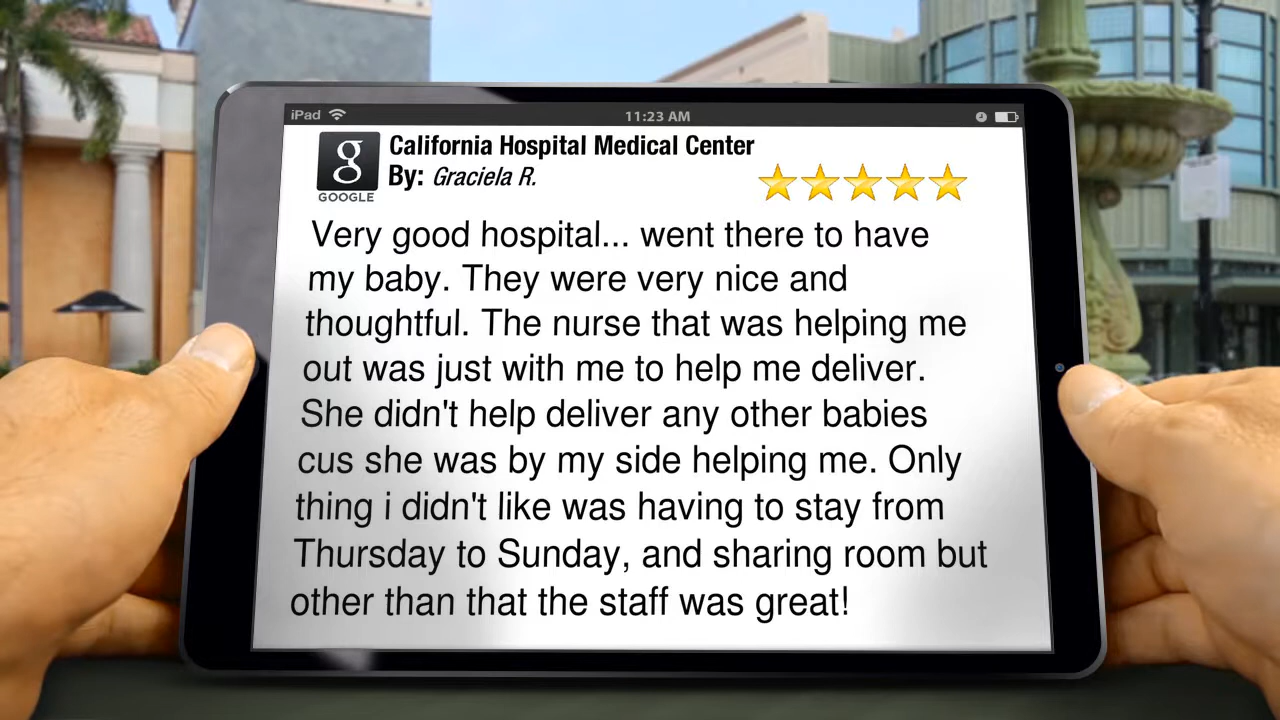 iPad 11:23 AM
g
GOOGLE
California Hospital Medical Center
By: Graciela R.
Very good hospital... went there to have
my baby. They were very nice and
thoughtful. The nurse that was helping me
out was just with me to help me deliver.
She didn't help deliver any other babies
cus she was by my side helping me. Only
thing i didn't like was having to stay from
Thursday to Sunday, and sharing room but
other than that the staff was great!